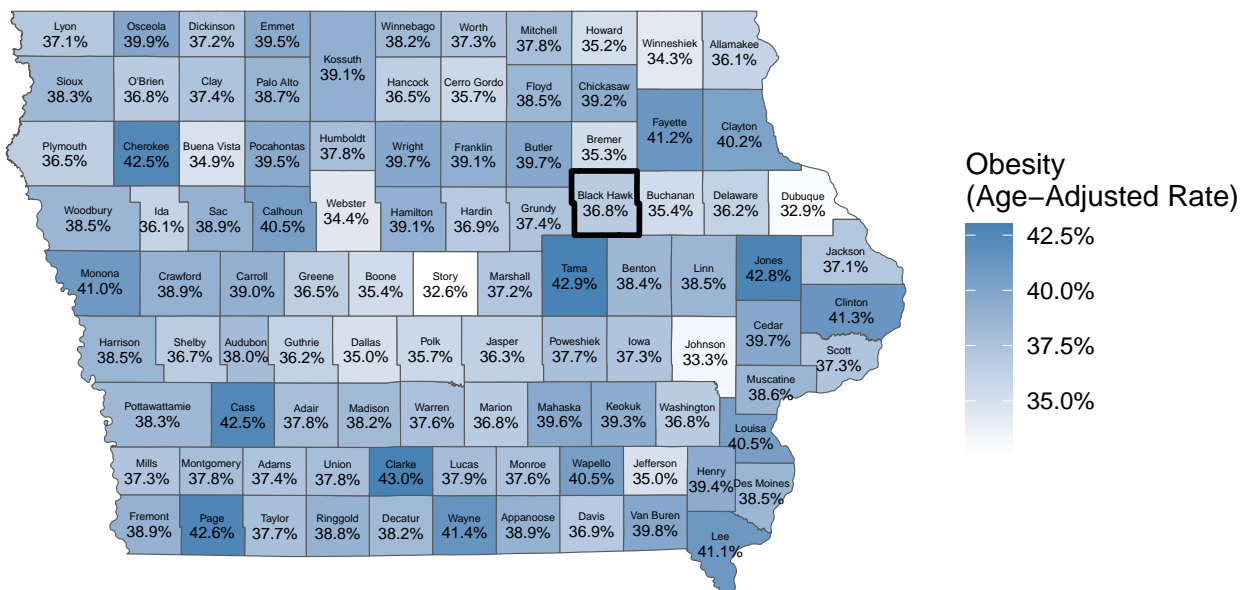 Lyon
37.1%
Osceola
39.9%
Dickinson
37.2%
Emmet
39.5%
Kossuth
39.1%
Winnebago
38.2%
Worth
37.3%
Mitchell
37.8%
Howard
35.2%
Winneshiek
34.3%
Allamakee
36.1%
Sioux
38.3%
O'Brien
36.8%
Clay
37.4%
Palo Alto
38.7%
Hancock
36.5%
Cerro Gordo
35.7%
Floyd
38.5%
Chickasaw
39.2%
Fayette
41.2%
Clayton
40.2%
Plymouth
36.5%
Cherokee
42.5%
Buena Vista
34.9%
Pocahontas
39.5%
Humboldt
37.8%
Wright
39.7%
Franklin
39.1%
Butler
39.7%
Bremer
35.3%
Woodbury
38.5%
Ida
36.1%
Sac
38.9%
Calhoun
40.5%
Webster
34.4%
Hamilton
39.1%
Hardin
36.9%
Grundy
37.4%
Black Hawk
36.8%
Buchanan
35.4%
Delaware
36.2%
Dubuque
32.9%
Monona
41.0%
Crawford
38.9%
Carroll
39.0%
Greene
36.5%
Boone
35.4%
Story
32.6%
Marshall
37.2%
Tama
42.9%
Benton
38.4%
Linn
38.5%
Jones
42.8%
Jackson
37.1%
Clinton
41.3%
Harrison
38.5%
Shelby
36.7%
Audubon
38.0%
Guthrie
36.2%
Dallas
35.0%
Polk
35.7%
Jasper
36.3%
Poweshiek
37.7%
Iowa
37.3%
Johnson
33.3%
Cedar
39.7%
Scott
37.3%
Muscatine
38.6%
Pottawattamie
38.3%
Cass
42.5%
Adair
37.8%
Madison
38.2%
Warren
37.6%
Marion
36.8%
Mahaska
39.6%
Keokuk
39.3%
Washington
36.8%
Louisa
40.5%
Mills
37.3%
Montgomery
37.8%
Adams
37.4%
Union
37.8%
Clarke
43.0%
Lucas
37.9%
Monroe
37.6%
Wapello
40.5%
Jefferson
35.0%
Henry
39.4%
Des Moines
38.5%
Fremont
38.9%
Page
42.6%
Taylor
37.7%
Ringgold
38.8%
Decatur
38.2%
Wayne
41.4%
Appanoose
38.9%
Davis
36.9%
Van Buren
39.8%
Lee
41.1%
Obesity
(Age−Adjusted Rate)
42.5%
40.0%
37.5%
35.0%